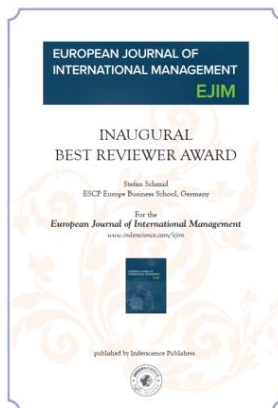 EUROPEAN JOURNAL OF
INTERNATIONAL MANAGEMENT
EJIM
INAUGURAL
BEST REVIEWER AWARD
Stefan Schmid
ESCP Europe Business School, Germany
For the
European Journal of International Management
www.inderscience.com/ejim
EJIM
published by Inderscience Publishers